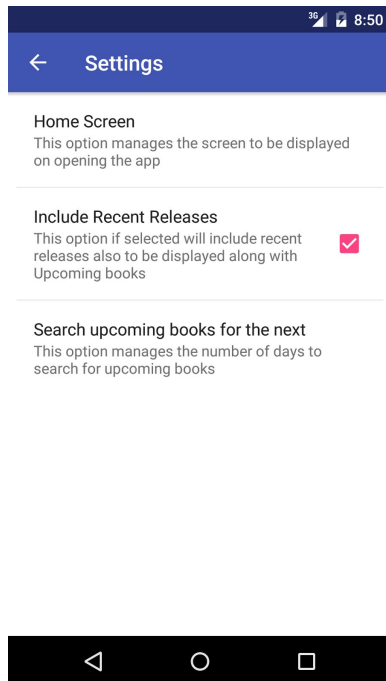 3G 8:50
Settings
Home Screen
This option manages the screen to be displayed
on opening the app
Include Recent Releases
This option if selected will include recent
releases also to be displayed along with
Upcoming books
Search upcoming books for the next
This option manages the number of days to
search for upcoming books